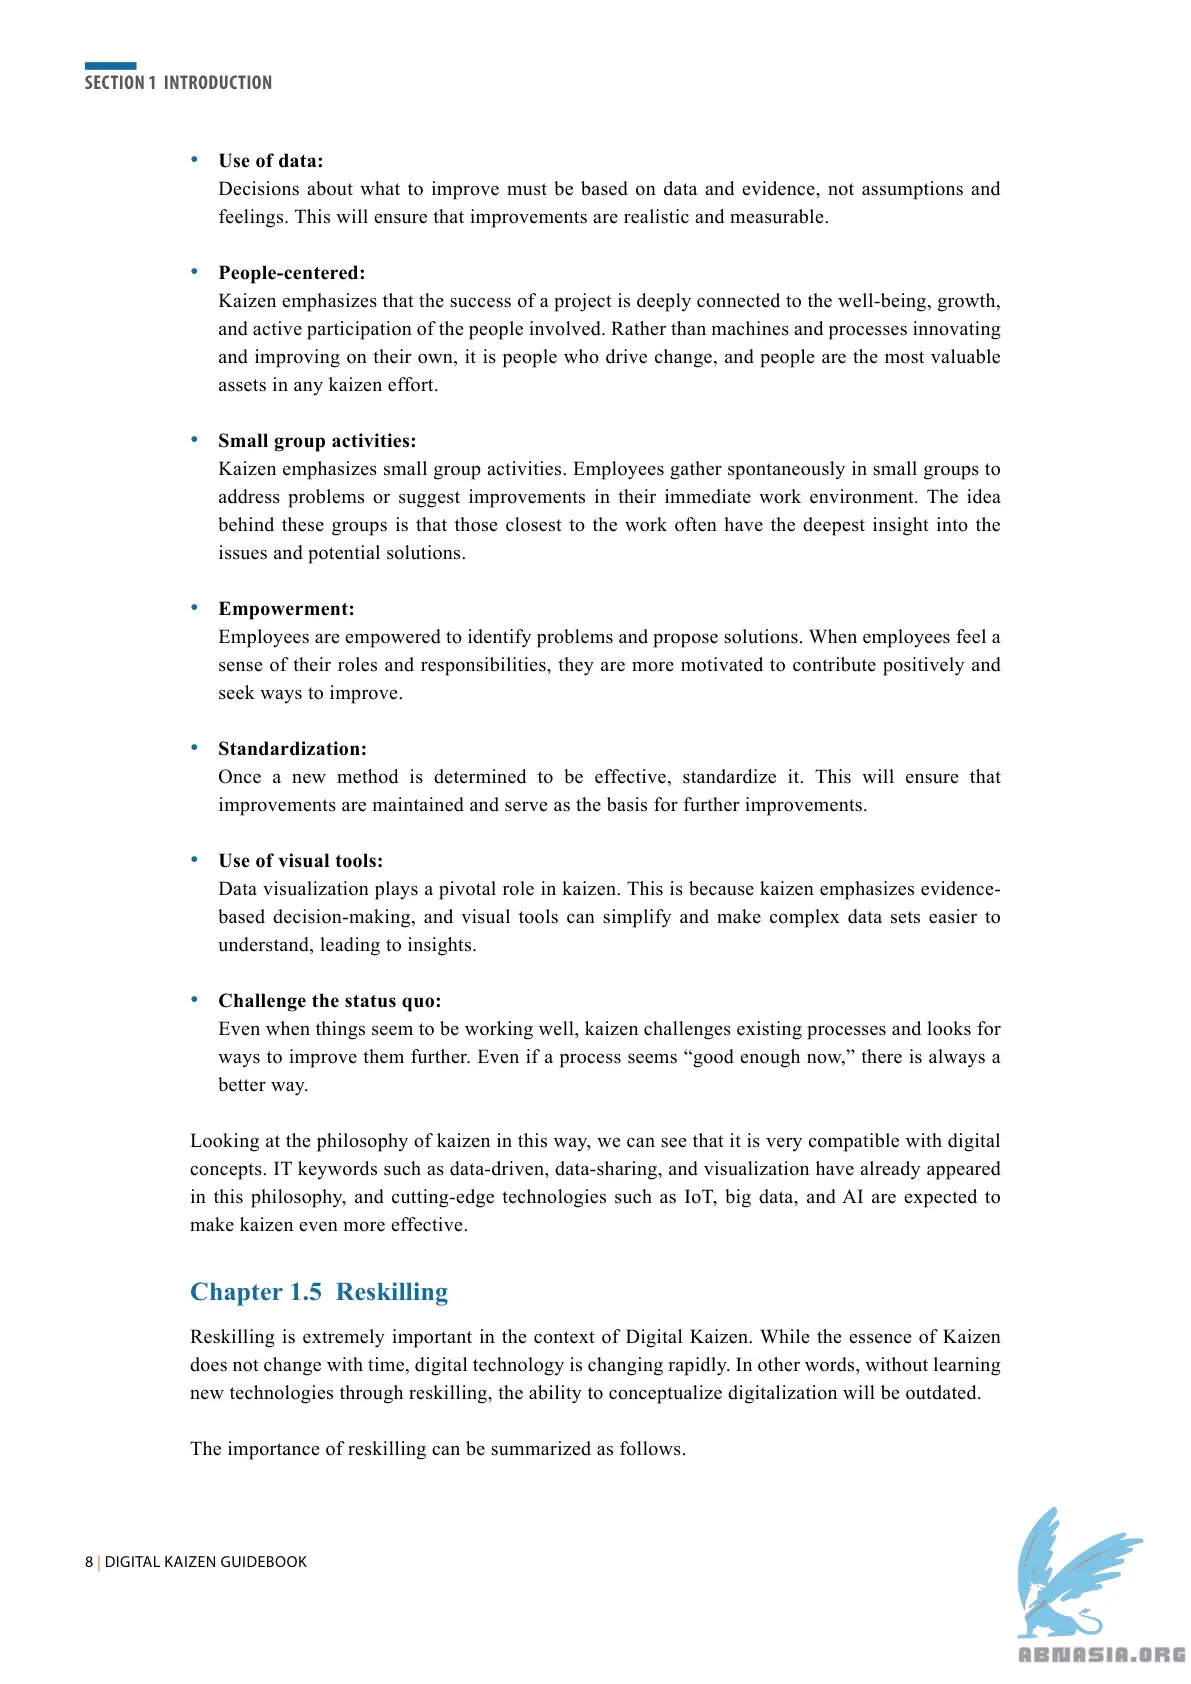 SECTION 1 INTRODUCTION
• Use of data:
Decisions about what to improve must be based on data and evidence, not assumptions and
feelings. This will ensure that improvements are realistic and measurable.
• People-centered:
Kaizen emphasizes that the success of a project is deeply connected to the well-being, growth,
and active participation of the people involved. Rather than machines and processes innovating
and improving on their own, it is people who drive change, and people are the most valuable
assets in any kaizen effort.
• Small group activities:
Kaizen emphasizes small group activities. Employees gather spontaneously in small groups to
address problems or suggest improvements in their immediate work environment. The idea
behind these groups is that those closest to the work often have the deepest insight into the
issues and potential solutions.
• Empowerment:
Employees are empowered to identify problems and propose solutions. When employees feel a
sense of their roles and responsibilities, they are more motivated to contribute positively and
seek ways to improve.
• Standardization:
Once a new method is determined to be effective, standardize it. This will ensure that
improvements are maintained and serve as the basis for further improvements.
• Use of visual tools:
Data visualization plays a pivotal role in kaizen. This is because kaizen emphasizes evidence-
based decision-making, and visual tools can simplify and make complex data sets easier to
understand, leading to insights.
• Challenge the status quo:
Even when things seem to be working well, kaizen challenges existing processes and looks for
ways to improve them further. Even if a process seems “good enough now,” there is always a
better way.
Looking at the philosophy of kaizen in this way, we can see that it is very compatible with digital
concepts. IT keywords such as data-driven, data-sharing, and visualization have already appeared
in this philosophy, and cutting-edge technologies such as IoT, big data, and AI are expected to
make kaizen even more effective.
Chapter 1.5 Reskilling
Reskilling is extremely important in the context of Digital Kaizen. While the essence of Kaizen
does not change with time, digital technology is changing rapidly. In other words, without learning
new technologies through reskilling, the ability to conceptualize digitalization will be outdated.
The importance of reskilling can be summarized as follows.
8 | DIGITAL KAIZEN GUIDEBOOK
ABNASIA.ORG